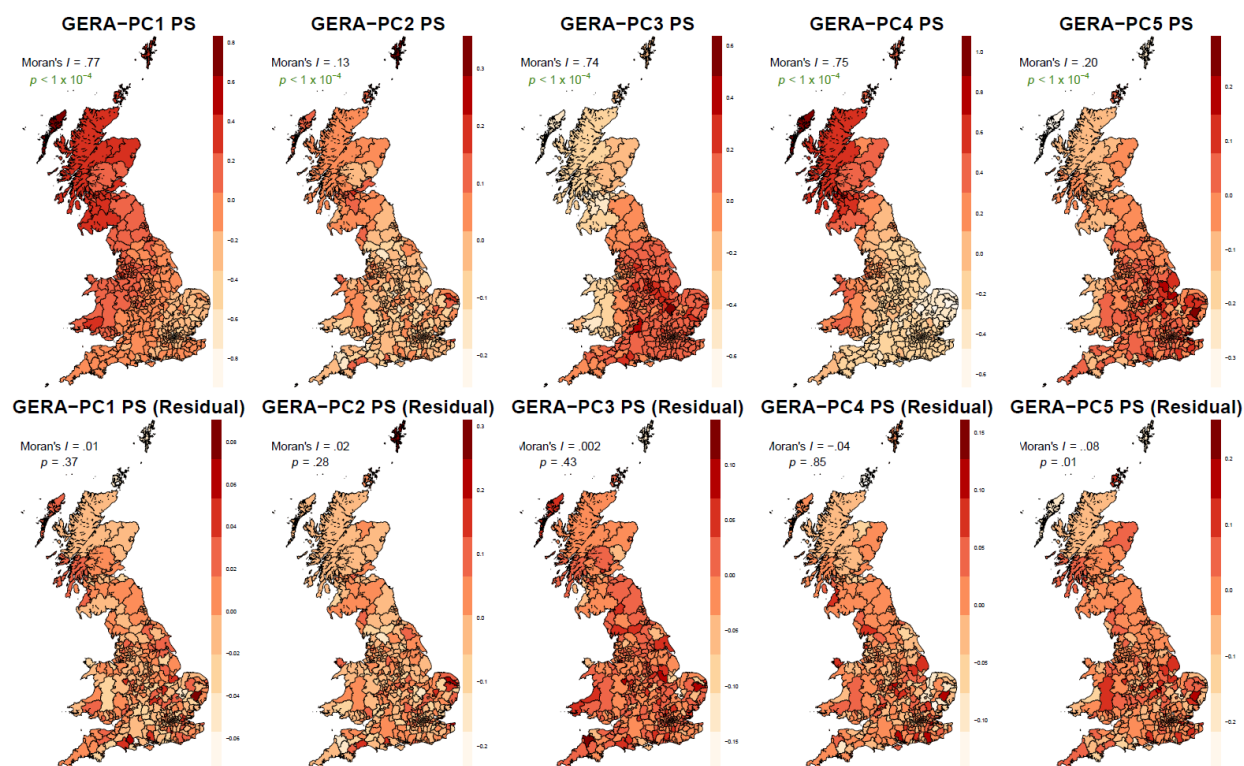 GERA−PC1 PS
GERA−PC2 PS
GERA−PC3 PS
GERA−PC4 PS
GERA−PC5 PS
Moran's I = .77
p < 1 x 10−4
0.8
0.6
0.4
0.2
0.0
−0.2
−0.4
−0.6
−0.8
Moran's I = .13
p < 1 x 10−4
0.3
0.2
0.1
0.0
−0.1
−0.2
Moran's I = .74
p < 1 x 10−4
0.6
0.4
0.2
0.0
−0.2
−0.4
−0.6
Moran's I = .75
p < 1 x 10−4
1.0
0.8
0.6
0.4
0.2
0.0
−0.2
−0.4
−0.6
Moran's I = .20
p < 1 x 10−4
0.2
0.1
0.0
−0.1
−0.2
−0.3
GERA−PC1 PS (Residual)
GERA−PC2 PS (Residual)
GERA−PC3 PS (Residual)
GERA−PC4 PS (Residual)
GERA−PC5 PS (Residual)
Moran's I = .01
p = .37
0.08
0.06
0.04
0.02
0.00
−0.02
−0.04
−0.06
Moran's I = .02
p = .28
0.3
0.2
0.1
0.0
−0.1
−0.2
Moran's I = .002
p = .43
0.10
0.05
0.00
−0.05
−0.10
−0.15
Moran's I = −.04
p = .85
0.15
0.10
0.05
0.00
−0.05
−0.10
Moran's I = .08
p = .01
0.2
0.1
0.0
−0.1
−0.2